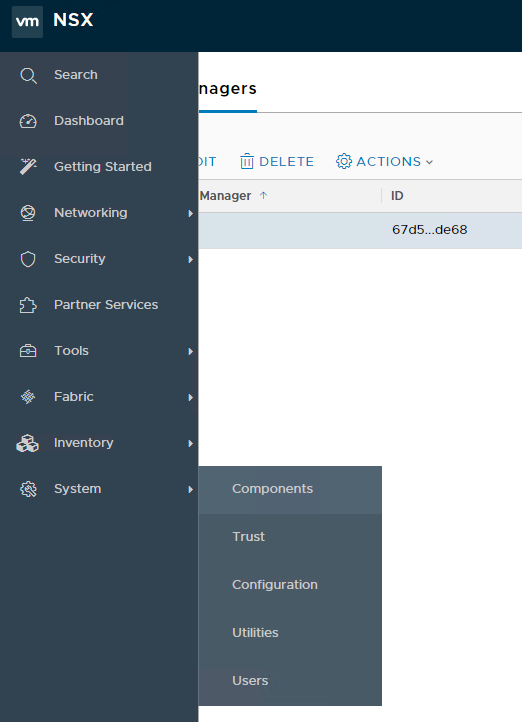 vm NSX
Search
nagers
Dashboard
Getting Started
DIT DELETE ACTIONS
Networking
Manager ID
Security
67d5...de68
Partner Services
Tools
Fabric
Inventory
System
Components
Trust
Configuration
Utilities
Users